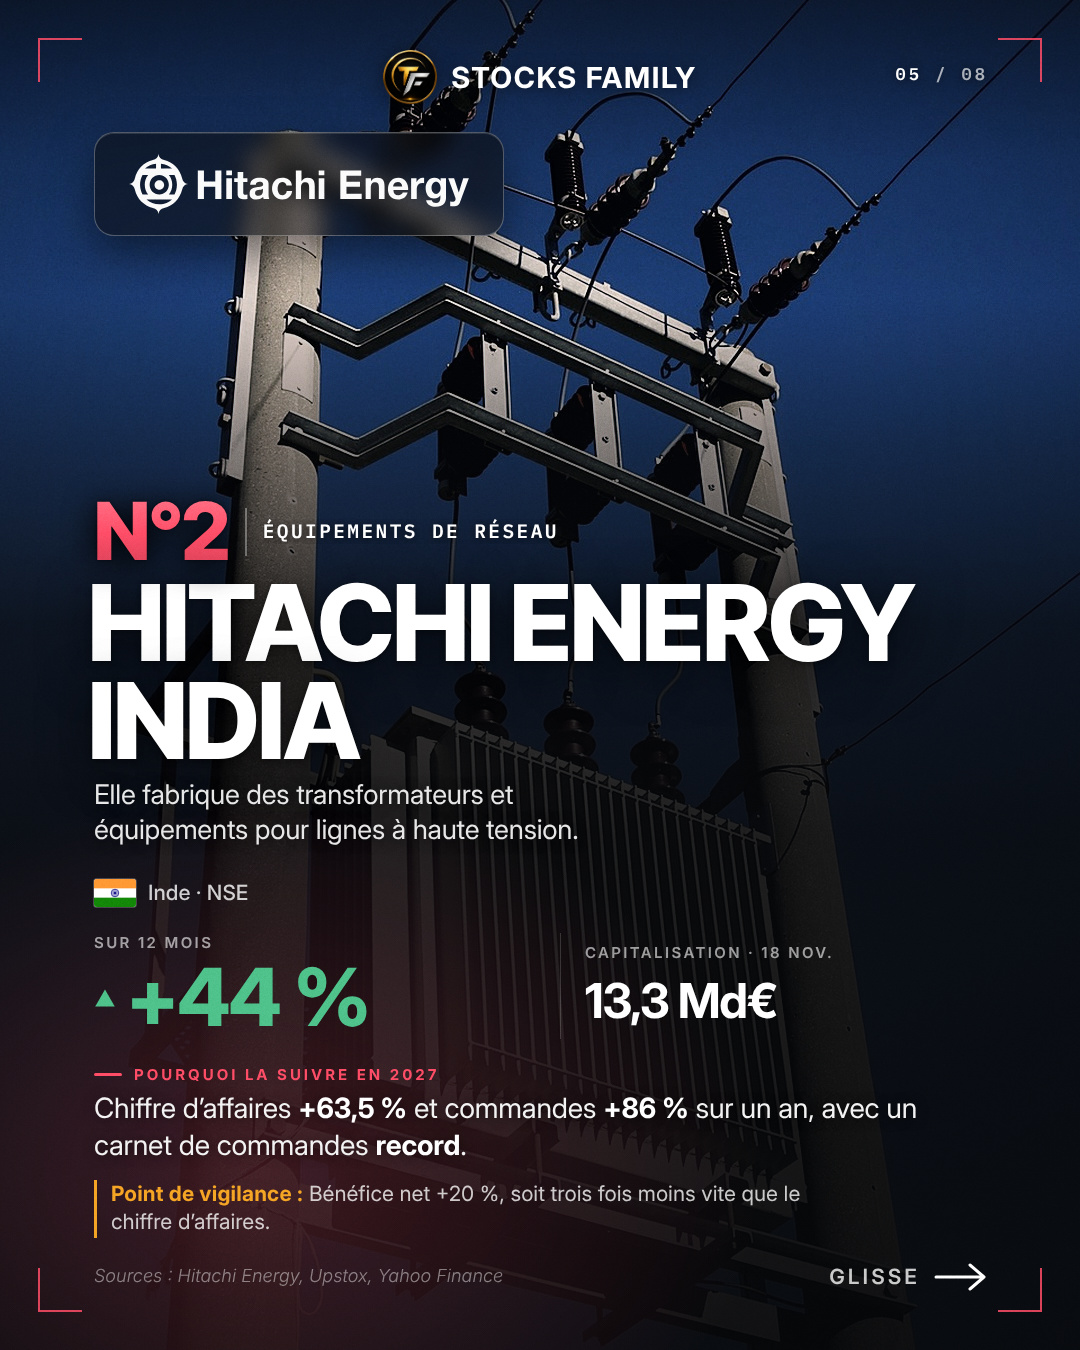 STOCKS FAMILY
05 / 08
Hitachi Energy
N°2
ÉQUIPEMENTS DE RÉSEAU
HITACHI ENERGY
INDIA
Elle fabrique des transformateurs et
équipements pour lignes à haute tension.
Inde · NSE
SUR 12 MOIS
▲ +44 %
CAPITALISATION · 18 NOV.
13,3 Md€
POURQUOI LA SUIVRE EN 2027
Chiffre d’affaires +63,5 % et commandes +86 % sur un an, avec un
carnet de commandes record.
Point de vigilance : Bénéfice net +20 %, soit trois fois moins vite que le
chiffre d’affaires.
Sources : Hitachi Energy, Upstox, Yahoo Finance
GLISSE →